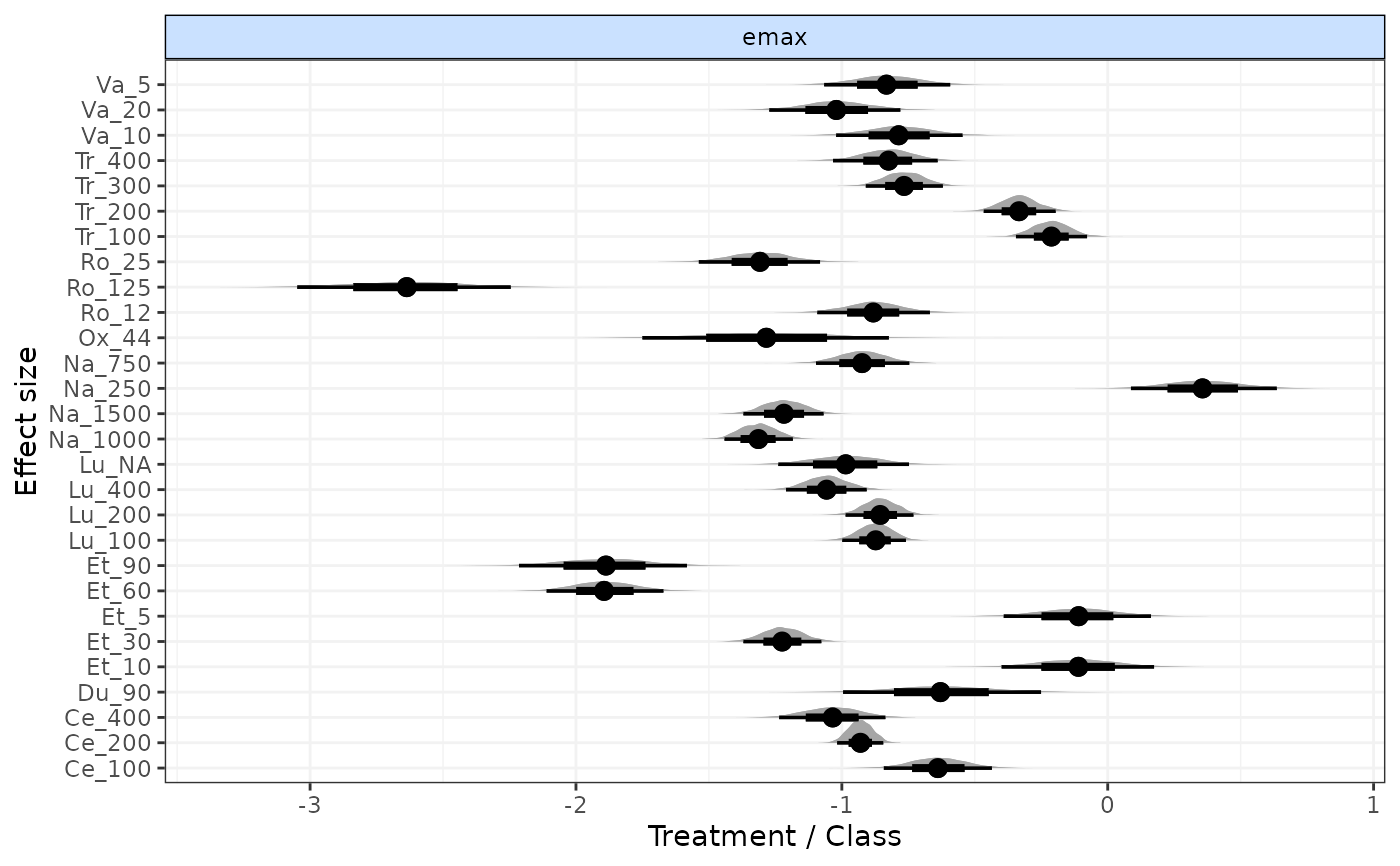 emax
Va_5
Va_20
Va_10
Tr_400
Tr_300
Tr_200
Tr_100
Ro_25
Ro_125
Ro_12
Ox_44
Na_750
Na_250
Na_1500
Na_1000
Lu_NA
Lu_400
Lu_200
Lu_100
Et_90
Et_60
Et_5
Et_30
Et_10
Du_90
Ce_400
Ce_200
Ce_100
Effect size
-3 -2 -1 0 1
Treatment / Class